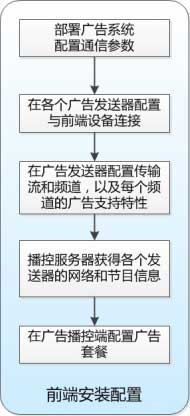 部署广告系统
配置通信参数
在各个广告发送器配置
与前端设备连接
在广告发送器配置传输
流和频道，以及每个频
道的广告支持特性
播控服务器获得各个发
送器的网络和节目信息
在广告播控端配置广告
套餐
前端安装配置